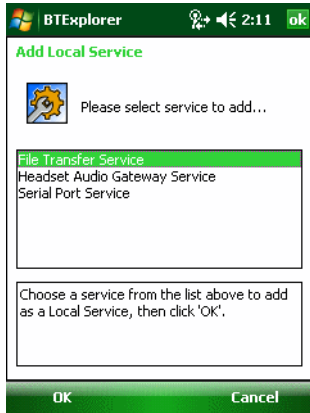 BTExplorer 2:11 ok
Add Local Service
Please select service to add...
File Transfer Service
Headset Audio Gateway Service
Serial Port Service
Choose a service from the list above to add
as a Local Service, then click 'OK'.
OK Cancel